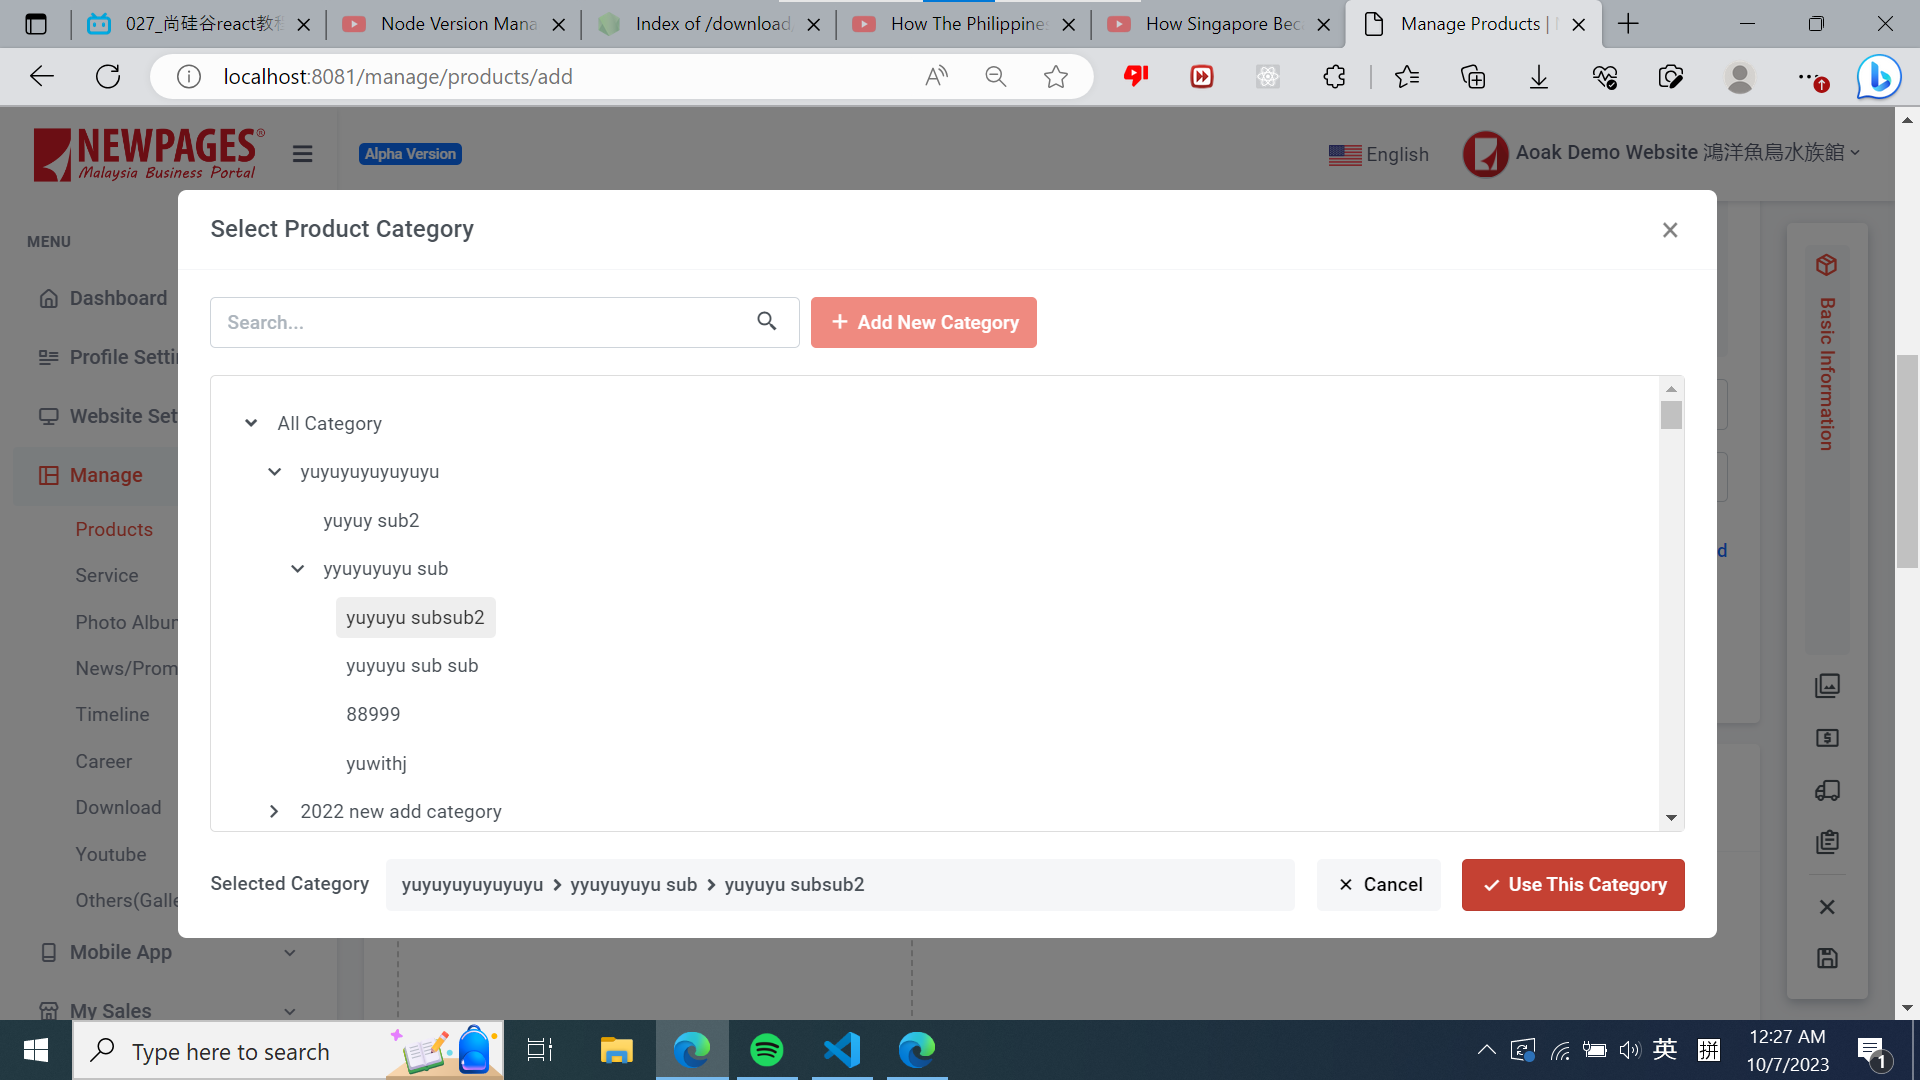 027_尚硅谷react教程
Node Version Mana
Index of /download
How The Philippines
How Singapore Bec
Manage Products |
localhost:8081/manage/products/add
NEWPAGES®
Malaysia Business Portal
Alpha Version
English
Aoak Demo Website 鴻洋魚鳥水族館
MENU
Dashboard
Profile Settin
Website Set
Manage
Products
Service
Photo Album
News/Prom
Timeline
Career
Download
Youtube
Others(Galle
Mobile App
My Sales
Select Product Category
Search...
Add New Category
All Category
yuyuyuyuyuyuyu
yuyuy sub2
yyuyuyuyu sub
yuyuyu subsub2
yuyuyu sub sub
88999
yuwithj
2022 new add category
Selected Category
yuyuyuyuyuyuyu > yyuyuyuyu sub > yuyuyu subsub2
Cancel
Use This Category
d
Basic Information
Type here to search
英
拼
12:27 AM
10/7/2023
1